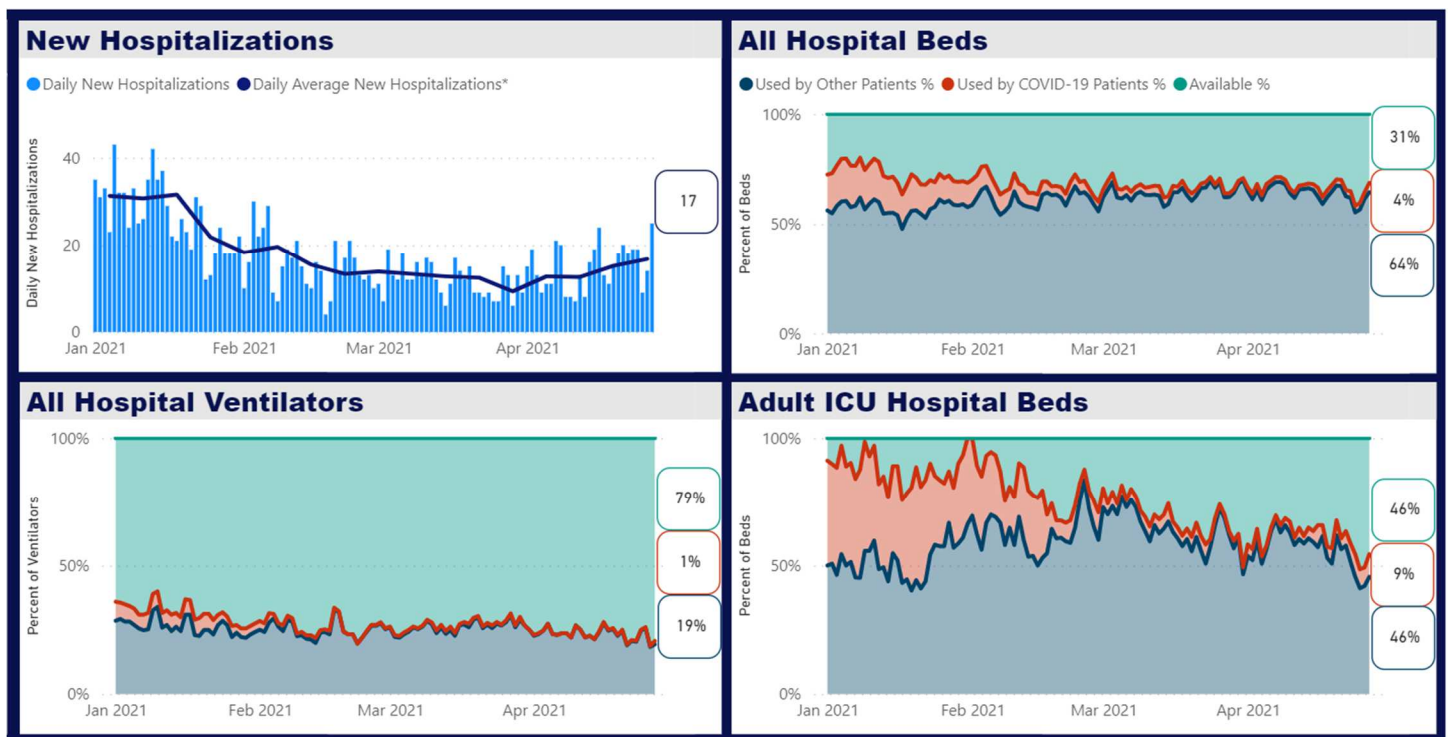 New Hospitalizations
Daily New Hospitalizations Daily Average New Hospitalizations*
Daily New Hospitalizations
40
20
0
17
Jan 2021 Feb 2021 Mar 2021 Apr 2021
All Hospital Beds
Used by Other Patients % Used by COVID-19 Patients % Available %
Percent of Beds
100%
50%
0%
31%
4%
64%
Jan 2021 Feb 2021 Mar 2021 Apr 2021
All Hospital Ventilators
Percent of Ventilators
100%
50%
0%
79%
1%
19%
Jan 2021 Feb 2021 Mar 2021 Apr 2021
Adult ICU Hospital Beds
Percent of Beds
100%
50%
0%
46%
9%
46%
Jan 2021 Feb 2021 Mar 2021 Apr 2021